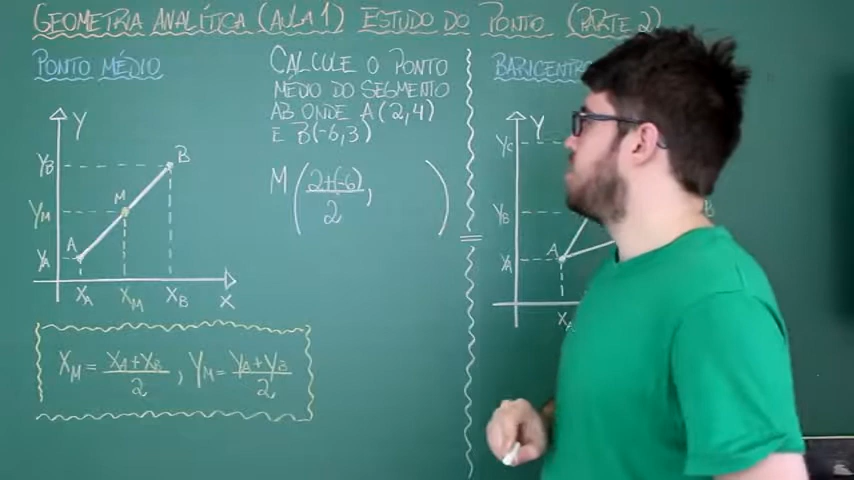 GEOMETRIA ANALÍTICA (AULA 1) ESTUDO DO PONTO (PARTE 2)
PONTO MÉDIO
Y
YB
B
YM
M
YA
A
XA XM XB X
XM = XA+XB/2 , YM = YA+YB/2
CALCULE O PONTO
MÉDIO DO SEGMENTO
AB ONDE A(2,4)
E B(-6,3)
M(2+(-6)/2, )
=
BARICENTRO
Y
YC
YB
B
YA
A
XA